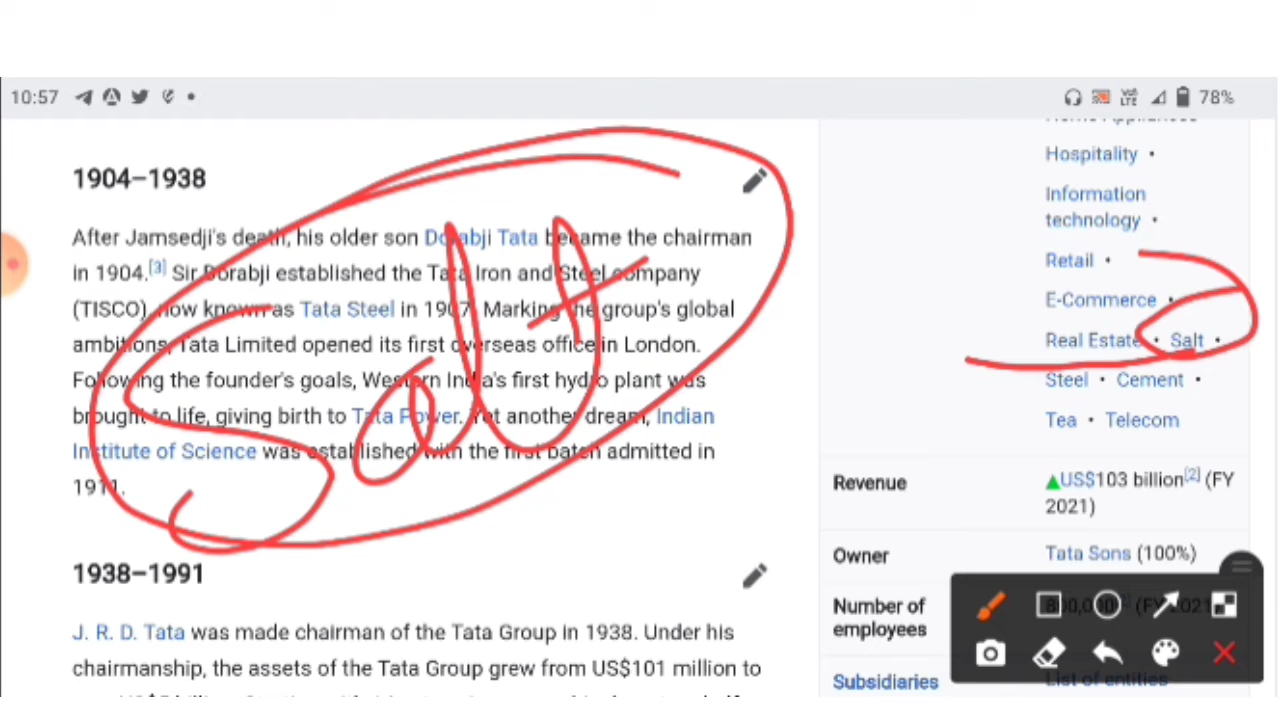 10:57 78%
1904–1938
After Jamsedji's death, his older son Dorabji Tata became the chairman
in 1904.[3] Sir Dorabji established the Tata Iron and Steel company
(TISCO), now known as Tata Steel in 1907. Marking the group's global
ambitions, Tata Limited opened its first overseas office in London.
Following the founder's goals, Western India's first hydro plant was
brought to life, giving birth to Tata Power. Yet another dream, Indian
Institute of Science was established with the first batch admitted in
1911.
Salt
1938–1991
J. R. D. Tata was made chairman of the Tata Group in 1938. Under his
chairmanship, the assets of the Tata Group grew from US$101 million to
Home Appliances
Hospitality •
Information
technology •
Retail •
E-Commerce •
Real Estate • Salt •
Steel • Cement •
Tea • Telecom
Revenue ▲US$103 billion[2] (FY
2021)
Owner Tata Sons (100%)
Number of
employees 800,000
Subsidiaries List of entities